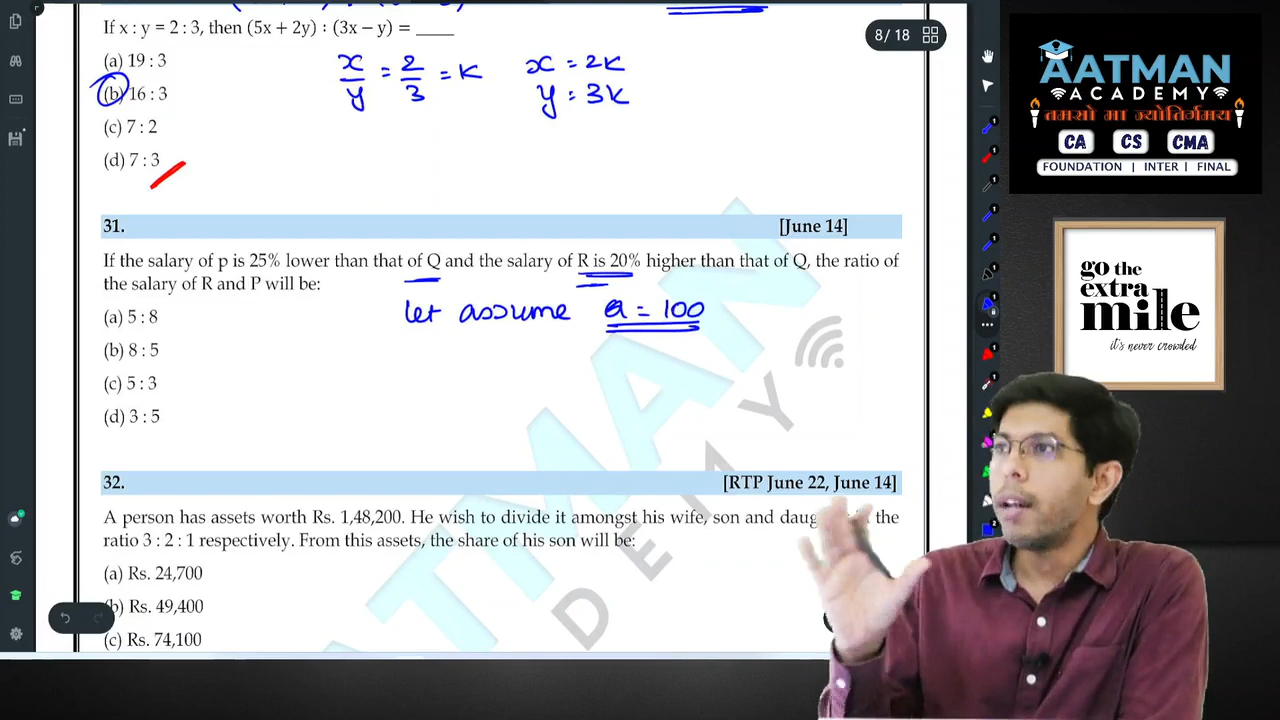 If x : y = 2 : 3, then (5x + 2y) : (3x – y) = ____
(a) 19 : 3
(b) 16 : 3
(c) 7 : 2
(d) 7 : 3
x/y = 2/3 = K
x = 2K
y = 3K
8 / 18
31. [June 14]
If the salary of p is 25% lower than that of Q and the salary of R is 20% higher than that of Q, the ratio of
the salary of R and P will be:
let assume Q = 100
(a) 5 : 8
(b) 8 : 5
(c) 5 : 3
(d) 3 : 5
32. [RTP June 22, June 14]
A person has assets worth Rs. 1,48,200. He wish to divide it amongst his wife, son and the
ratio 3 : 2 : 1 respectively. From this assets, the share of his son will be:
(a) Rs. 24,700
(b) Rs. 49,400
(c) Rs. 74,100
AATMAN
ACADEMY
तमसो मा ज्योतिर्गमय
CA CS CMA
FOUNDATION | INTER | FINAL
go the
extra
mile
it's never crowded